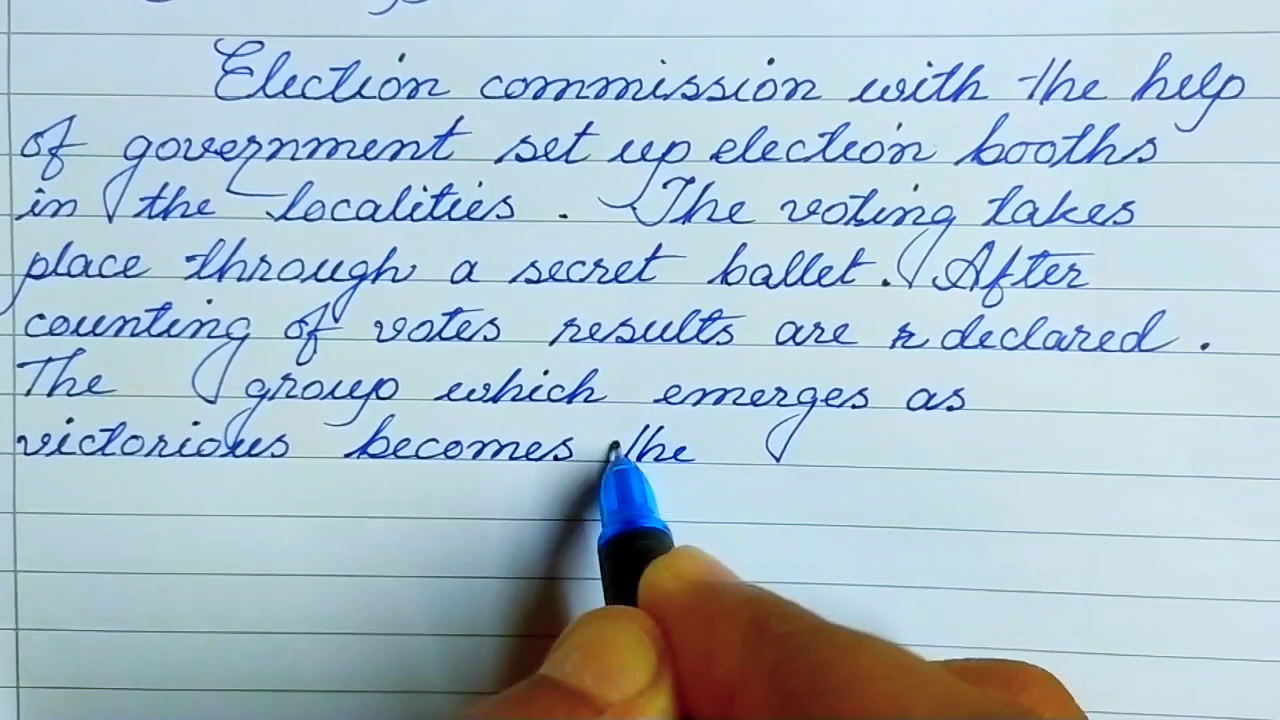 Election commission with the help
of government set up election booths
in the localities. The voting takes
place through a secret ballet. After
counting of votes results are r declared.
The group which emerges as
victorious becomes the